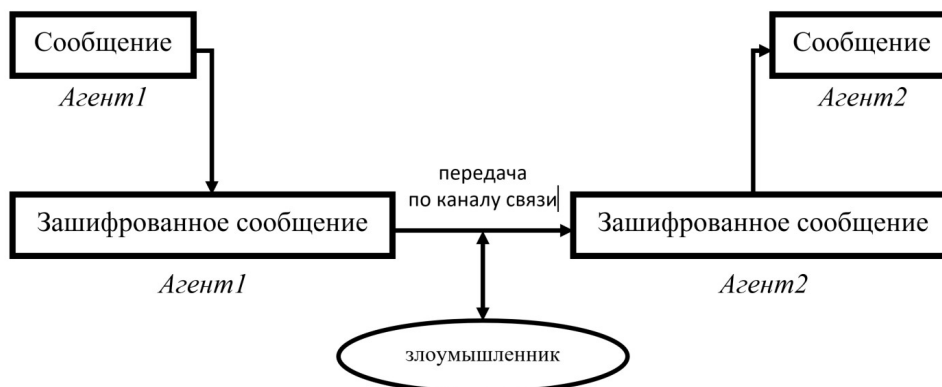 Сообщение
Агент1
Сообщение
Агент2
передача
по каналу связи
Зашифрованное сообщение
Агент1
Зашифрованное сообщение
Агент2
злоумышленник